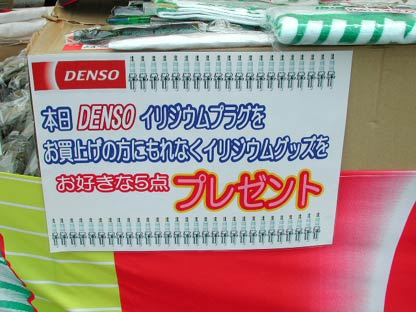 DENSO
本日 DENSO イリジウムプラグを
お買上げの方にもれなくイリジウムグッズを
お好きな5点 プレゼント